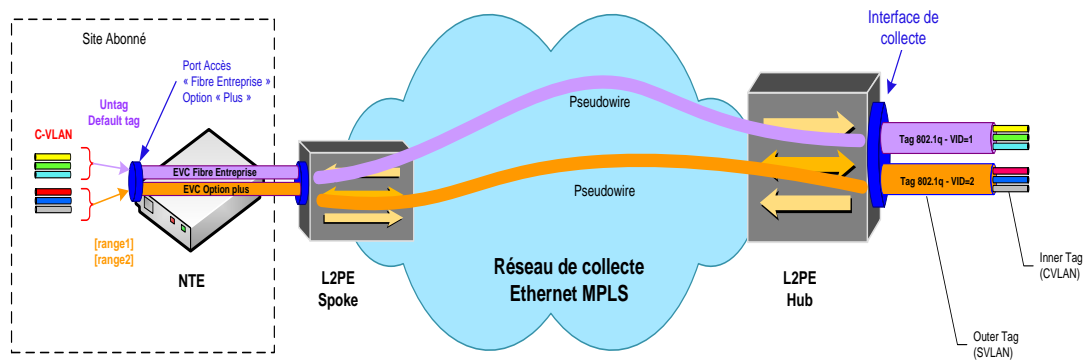 Site Abonné
Port Accès
« Fibre Entreprise »
Option « Plus »
Untag
Default tag
C-VLAN
EVC Fibre Entreprise
EVC Option plus
[range1]
[range2]
NTE
L2PE
Spoke
Pseudowire
Pseudowire
Réseau de collecte
Ethernet MPLS
Interface de
collecte
Tag 802.1q - VID=1
Tag 802.1q - VID=2
L2PE
Hub
Inner Tag
(CVLAN)
Outer Tag
(SVLAN)